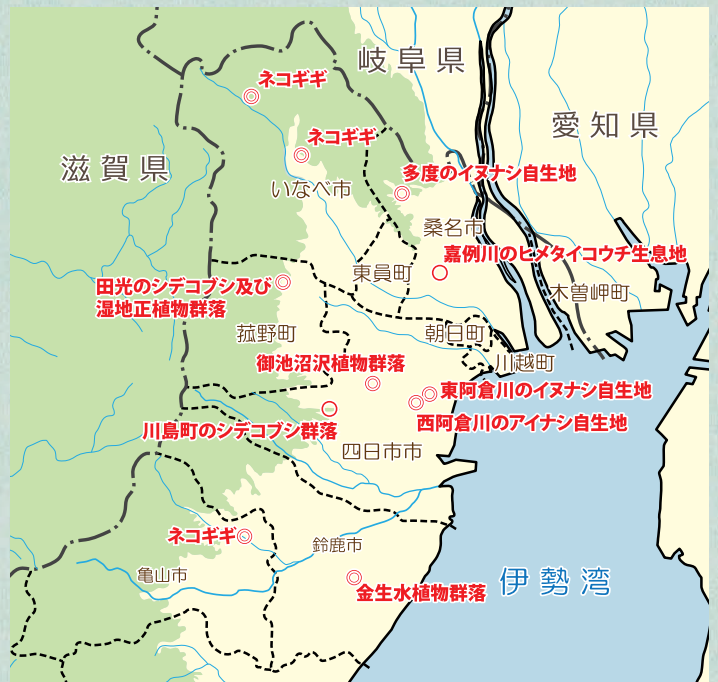 岐阜県
ネコギギ
愛知県
ネコギギ
滋賀県
多度のイヌナシ自生地
いなべ市
桑名市
嘉例川のヒメタイコウチ生息地
東員町
田光のシデコブシ及び
湿地正植物群落
木曽岬町
菰野町
朝日町
川越町
御池沼沢植物群落
東阿倉川のイヌナシ自生地
西阿倉川のアイナシ自生地
川島町のシデコブシ群落
四日市市
ネコギギ
鈴鹿市
亀山市
伊勢湾
金生水植物群落